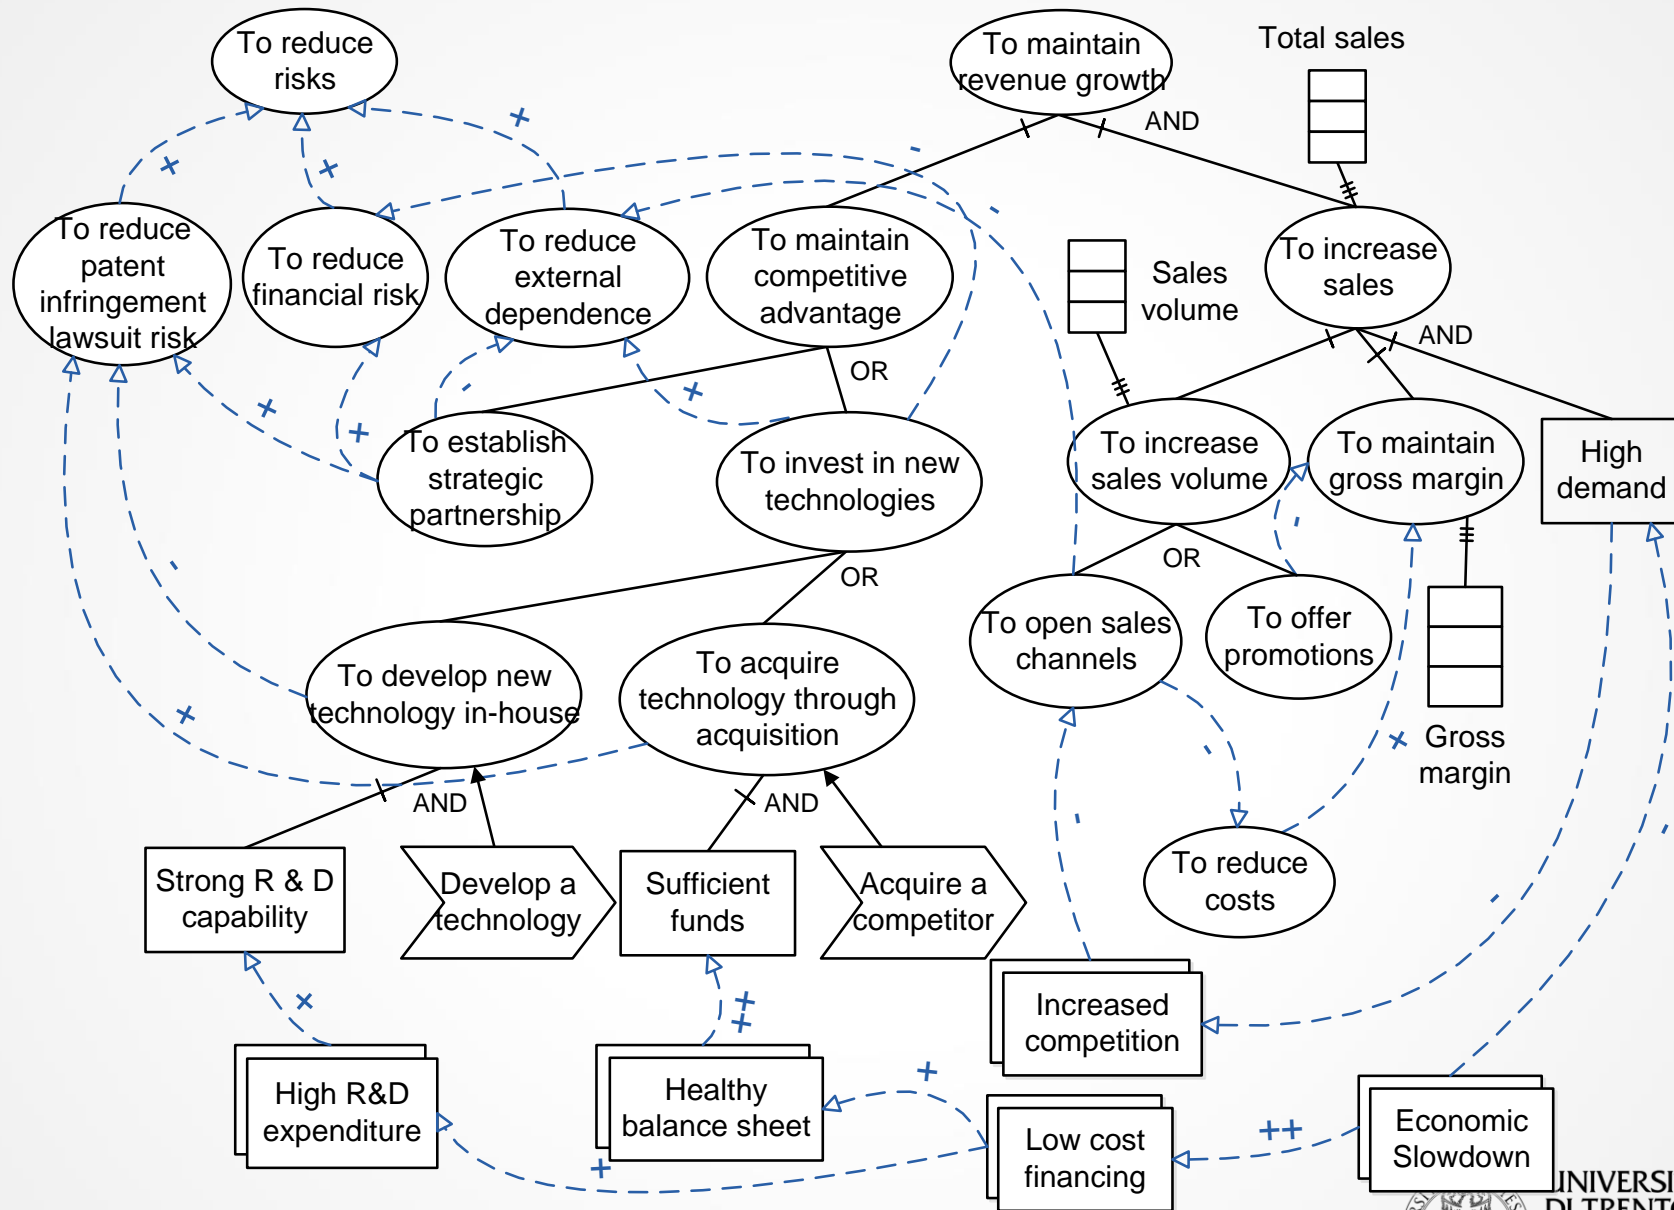 To reduce
risks
To maintain
revenue growth
AND
Total sales
To reduce
patent
infringement
lawsuit risk
To reduce
financial risk
To reduce
external
dependence
To maintain
competitive
advantage
Sales
volume
To increase
sales
AND
OR
To establish
strategic
partnership
To invest in new
technologies
To increase
sales volume
To maintain
gross margin
High
demand
OR
OR
To open sales
channels
To offer
promotions
To develop new
technology in-house
To acquire
technology through
acquisition
Gross
margin
AND
AND
Strong R & D
capability
Develop a
technology
Sufficient
funds
Acquire a
competitor
To reduce
costs
Increased
competition
High R&D
expenditure
Healthy
balance sheet
Low cost
financing
Economic
Slowdown
+
+
+
-
-
+
+
-
+
-
+
-
+
-
-
-
-
+
++
+
+
++
-
DI TRENTO